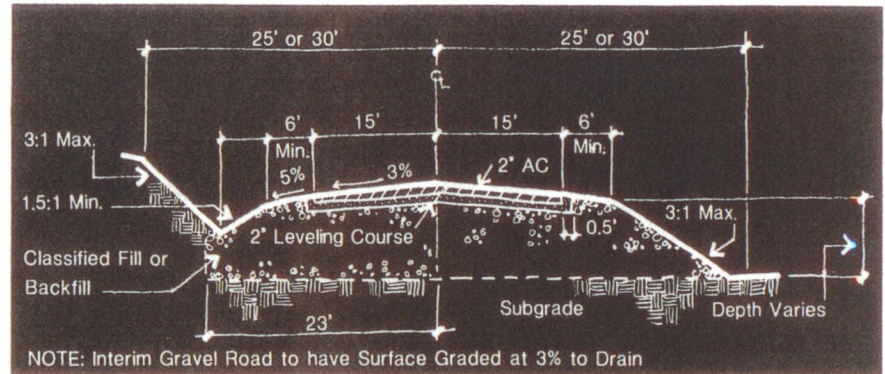 25' or 30' 25' or 30'
C L
6' 15' 15' 6'
Min. Min.
3:1 Max.
5% 3% 2" AC
1.5:1 Min.
3:1 Max.
2" Leveling Course 0.5'
Classified Fill or
Backfill
Subgrade Depth Varies
23'
NOTE: Interim Gravel Road to have Surface Graded at 3% to Drain